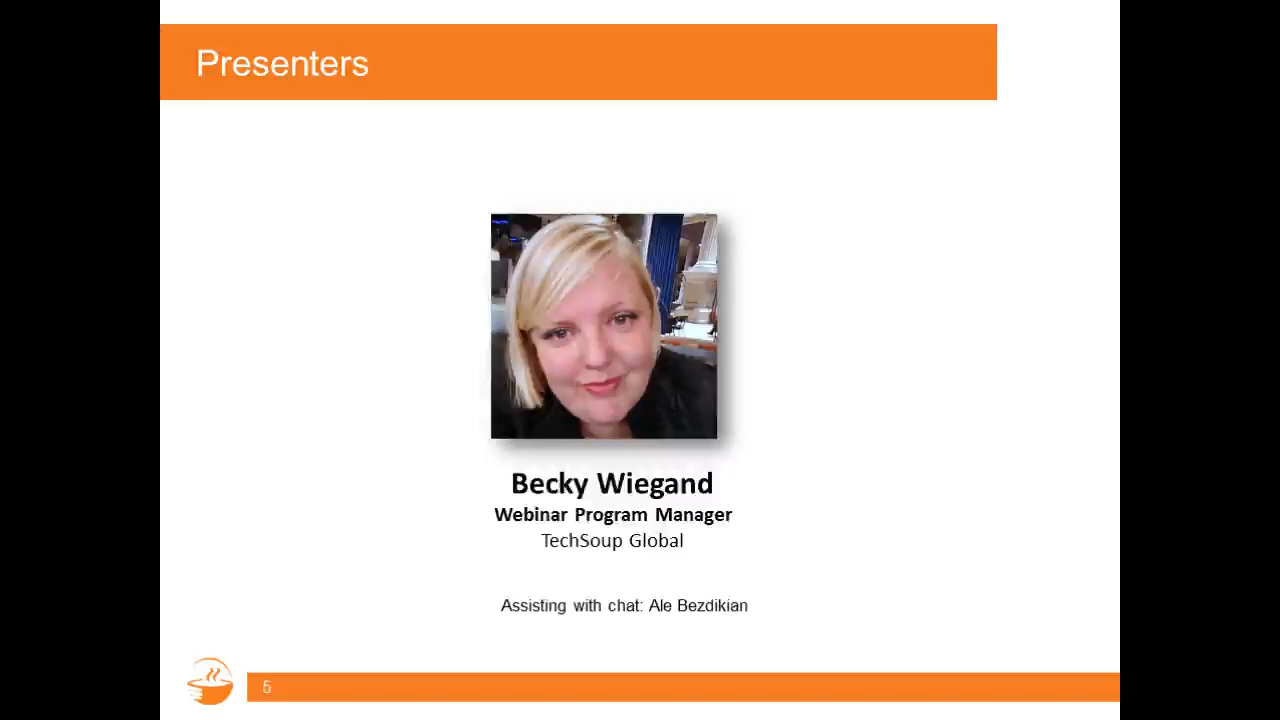 Presenters
Becky Wiegand
Webinar Program Manager
TechSoup Global
Assisting with chat: Ale Bezdikian
5